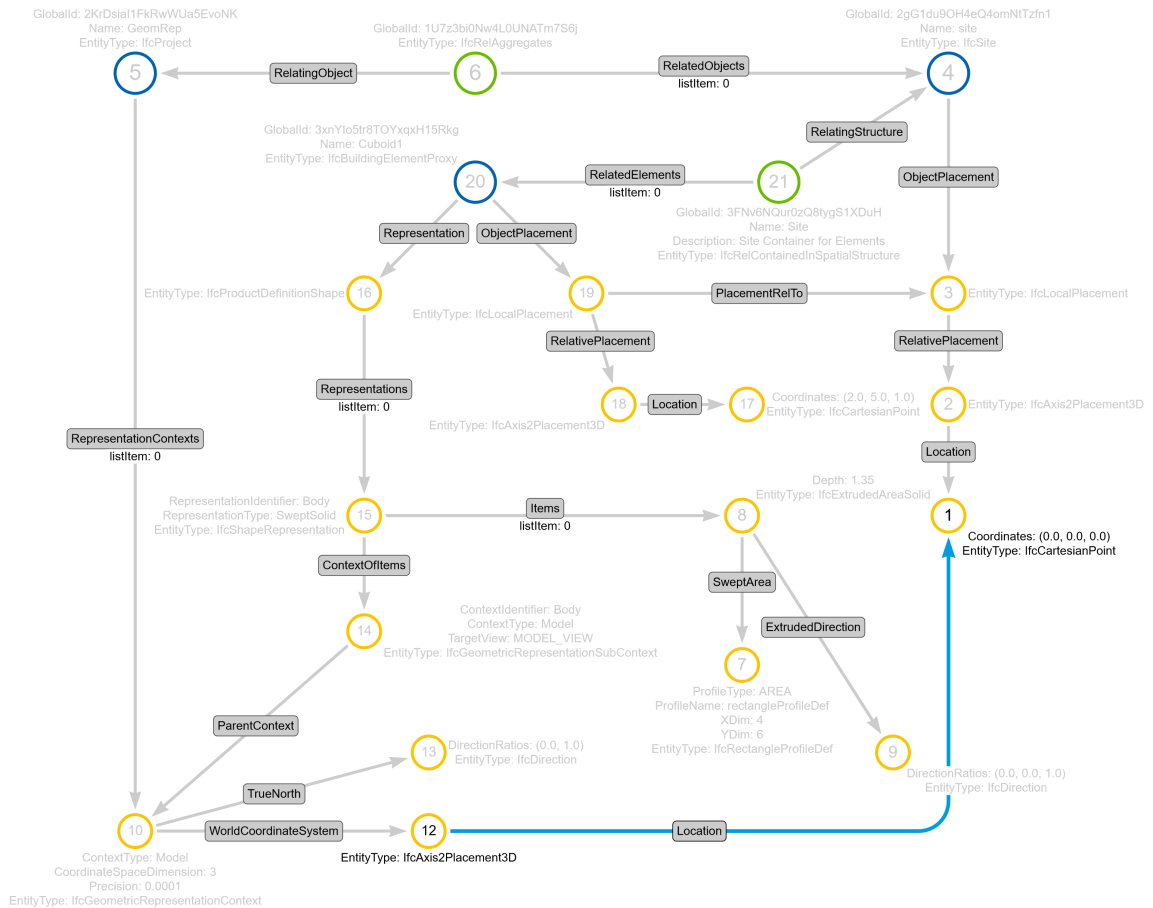 GlobalId: 2KrDsiaI1FkRwWUa5EvoNK
Name: GeomRep
EntityType: IfcProject
5
GlobalId: 1U7z3bi0Nw4L0UNATm7S6j
EntityType: IfcRelAggregates
6
GlobalId: 2gG1du9OH4eQ4omNtTzfn1
Name: site
EntityType: IfcSite
4
RelatingObject
RelatedObjects
listItem: 0
RelatingStructure
GlobalId: 3xnYlo5tr8TOYxqxH15Rkg
Name: Cuboid1
EntityType: IfcBuildingElementProxy
20
RelatedElements
listItem: 0
21
GlobalId: 3FNv6NQur0zQ8tygS1XDuH
Name: Site
Description: Site Container for Elements
EntityType: IfcRelContainedInSpatialStructure
ObjectPlacement
Representation
ObjectPlacement
EntityType: IfcProductDefinitionShape
16
19
EntityType: IfcLocalPlacement
PlacementRelTo
3
EntityType: IfcLocalPlacement
RelativePlacement
RelativePlacement
Representations
listItem: 0
18
EntityType: IfcAxis2Placement3D
Location
17
Coordinates: (2.0, 5.0, 1.0)
EntityType: IfcCartesianPoint
2
EntityType: IfcAxis2Placement3D
RepresentationContexts
listItem: 0
Location
RepresentationIdentifier: Body
RepresentationType: SweptSolid
EntityType: IfcShapeRepresentation
15
Items
listItem: 0
Depth: 1.35
EntityType: IfcExtrudedAreaSolid
8
1
Coordinates: (0.0, 0.0, 0.0)
EntityType: IfcCartesianPoint
ContextOfItems
SweptArea
14
ContextIdentifier: Body
ContextType: Model
TargetView: MODEL_VIEW
EntityType: IfcGeometricRepresentationSubContext
ExtrudedDirection
7
ProfileType: AREA
ProfileName: rectangleProfileDef
XDim: 4
YDim: 6
EntityType: IfcRectangleProfileDef
ParentContext
13
DirectionRatios: (0.0, 1.0)
EntityType: IfcDirection
9
DirectionRatios: (0.0, 0.0, 1.0)
EntityType: IfcDirection
TrueNorth
10
WorldCoordinateSystem
12
Location
EntityType: IfcAxis2Placement3D
ContextType: Model
CoordinateSpaceDimension: 3
Precision: 0.0001
EntityType: IfcGeometricRepresentationContext